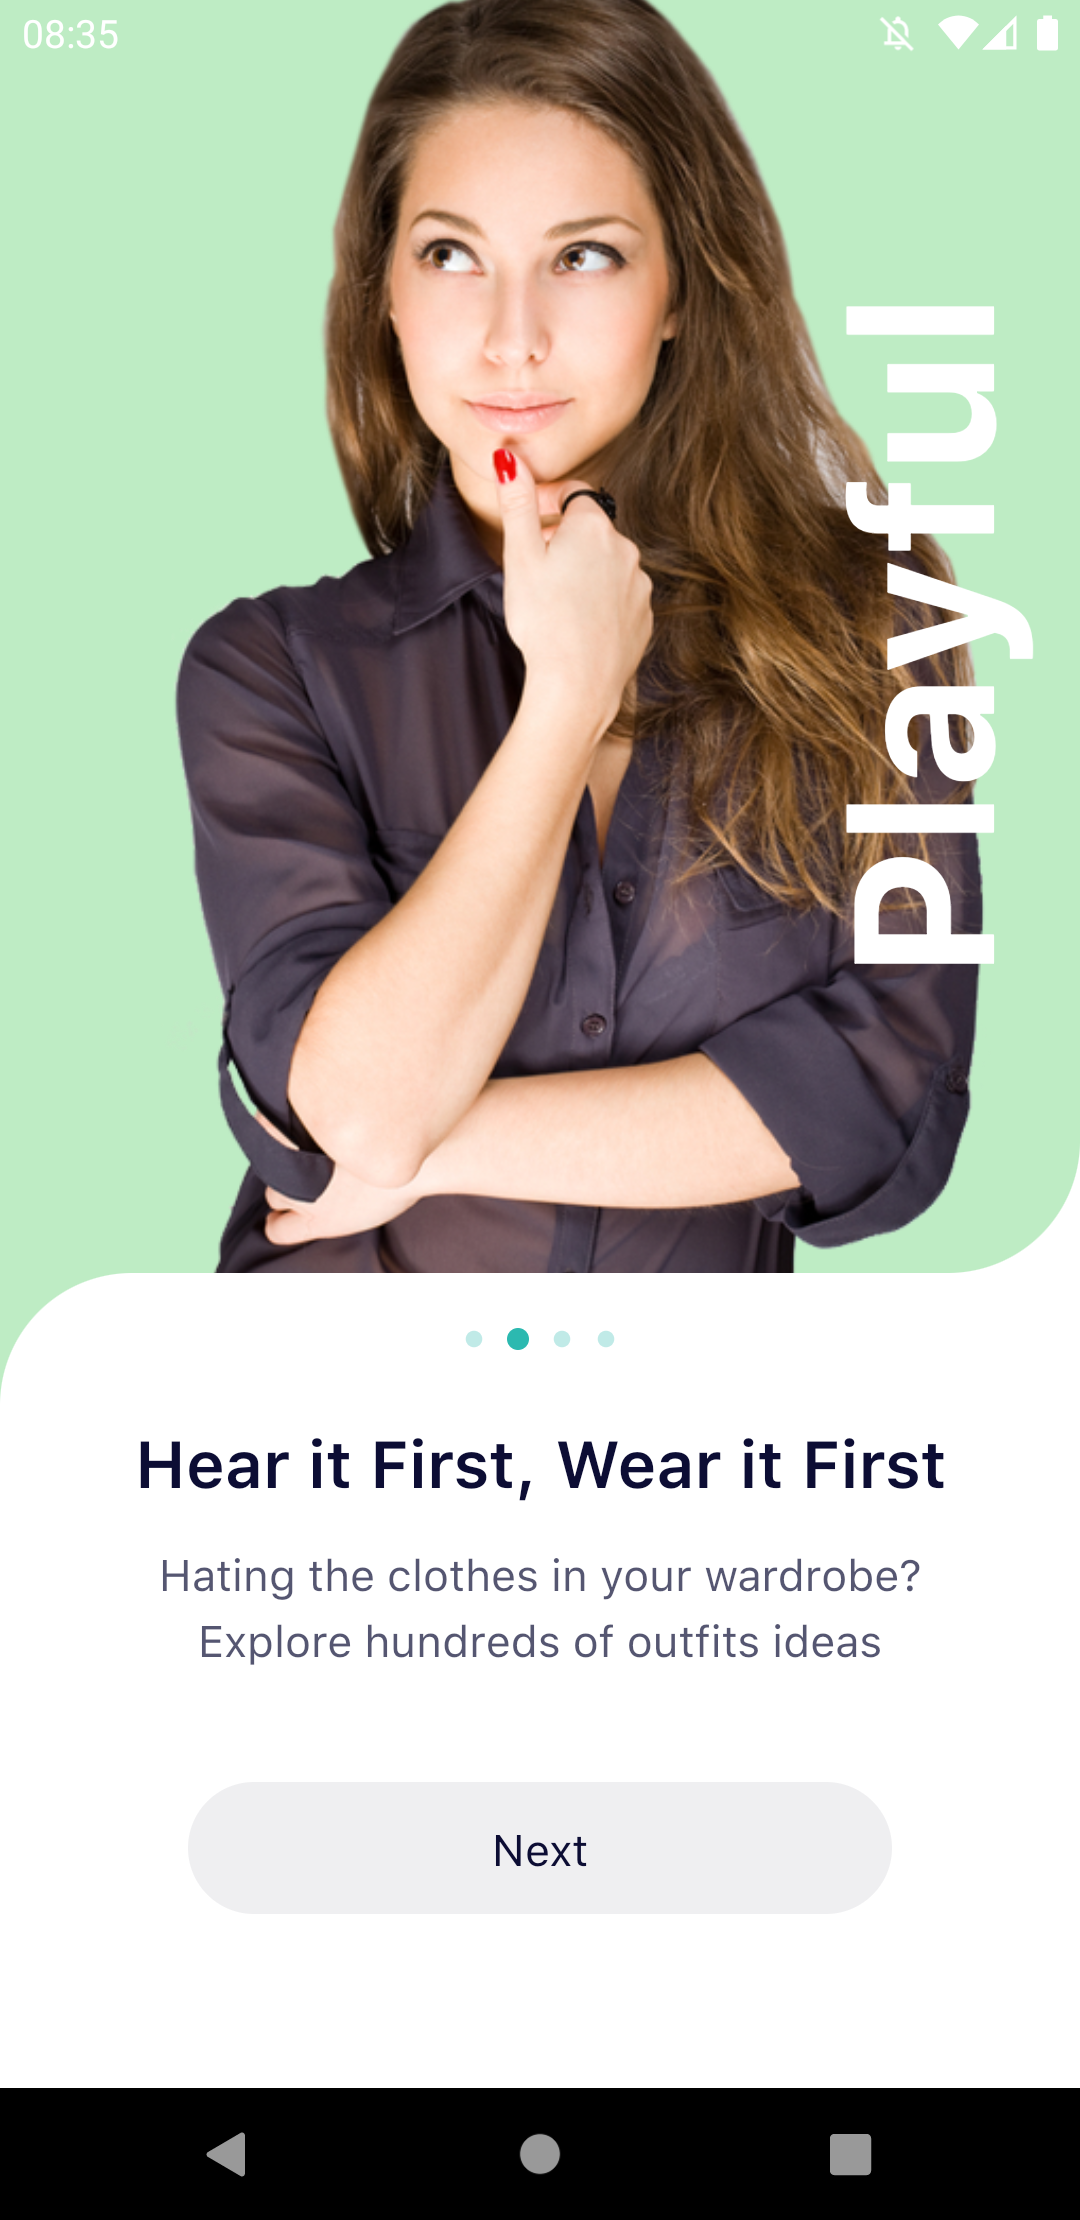 08:35
Playful
Hear it First, Wear it First
Hating the clothes in your wardrobe?
Explore hundreds of outfits ideas
Next